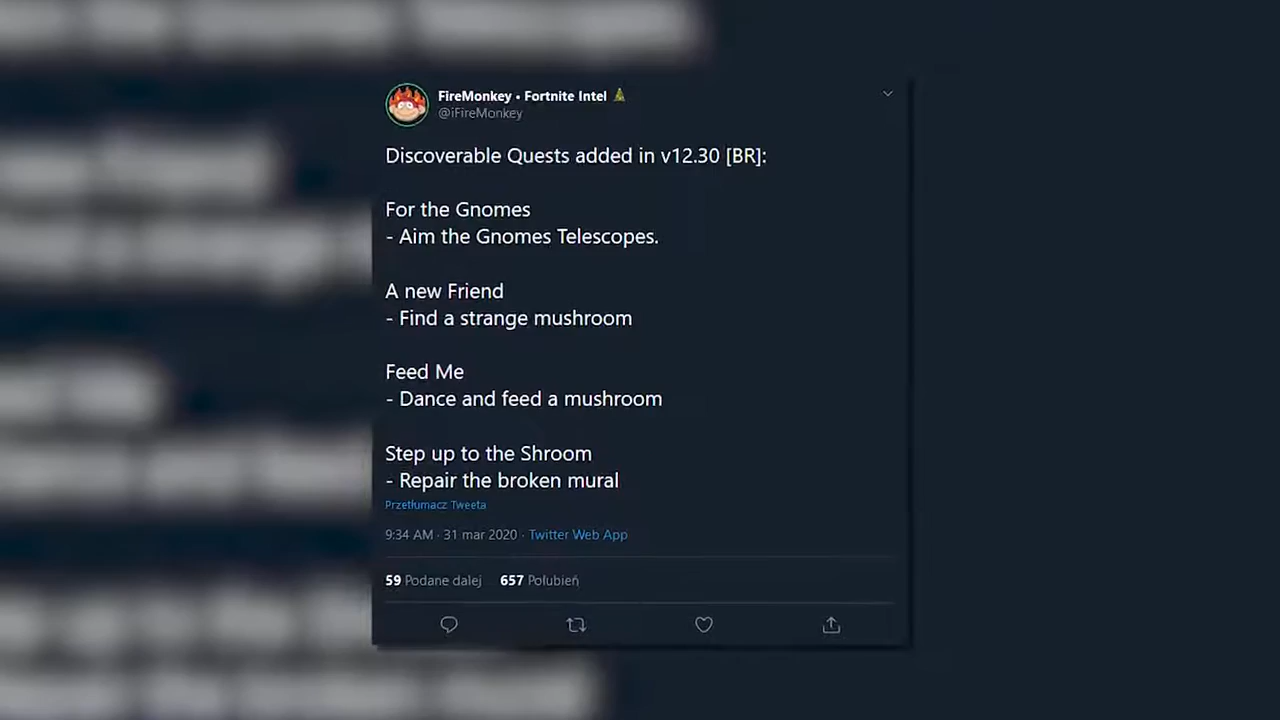 FireMonkey • Fortnite Intel
@iFireMonkey
Discoverable Quests added in v12.30 [BR]:
For the Gnomes
- Aim the Gnomes Telescopes.
A new Friend
- Find a strange mushroom
Feed Me
- Dance and feed a mushroom
Step up to the Shroom
- Repair the broken mural
Przetłumacz Tweeta
9:34 AM · 31 mar 2020 · Twitter Web App
59 Podane dalej 657 Polubień